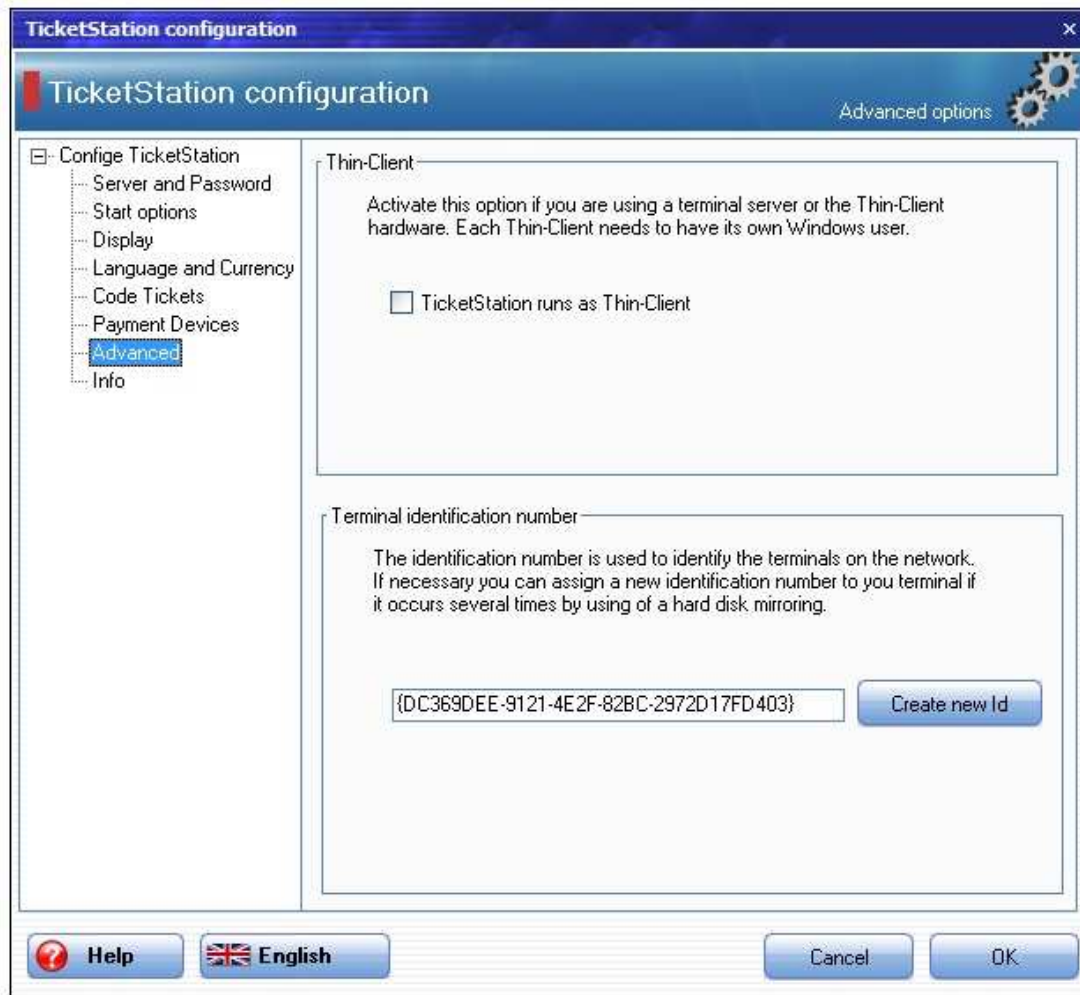 TicketStation configuration
TicketStation configuration
Advanced options
Confige TicketStation
Server and Password
Start options
Display
Language and Currency
Code Tickets
Payment Devices
Advanced
Info
Thin-Client
Activate this option if you are using a terminal server or the Thin-Client
hardware. Each Thin-Client needs to have its own Windows user.
TicketStation runs as Thin-Client
Terminal identification number
The identification number is used to identify the terminals on the network.
If necessary you can assign a new identification number to you terminal if
it occurs several times by using of a hard disk mirroring.
{DC369DEE-9121-4E2F-82BC-2972D17FD403}
Create new Id
Help
English
Cancel
OK